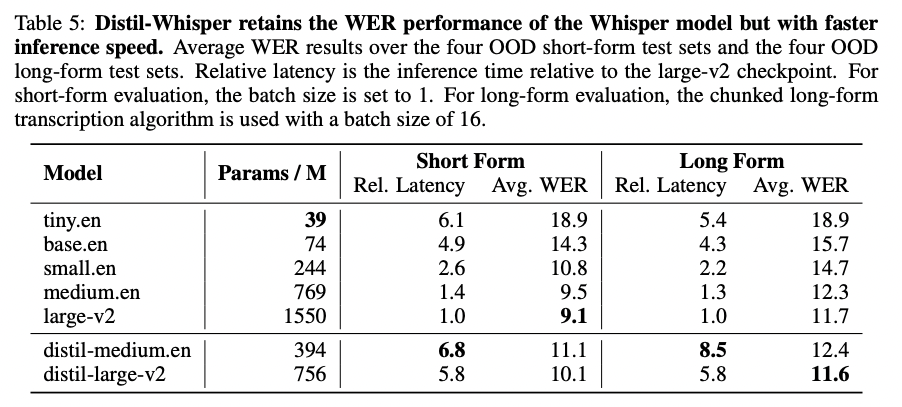 Table 5: Distil-Whisper retains the WER performance of the Whisper model but with faster
inference speed. Average WER results over the four OOD short-form test sets and the four OOD
long-form test sets. Relative latency is the inference time relative to the large-v2 checkpoint. For
short-form evaluation, the batch size is set to 1. For long-form evaluation, the chunked long-form
transcription algorithm is used with a batch size of 16.
Model Params / M Short Form Long Form
Rel. Latency Avg. WER Rel. Latency Avg. WER
tiny.en 39 6.1 18.9 5.4 18.9
base.en 74 4.9 14.3 4.3 15.7
small.en 244 2.6 10.8 2.2 14.7
medium.en 769 1.4 9.5 1.3 12.3
large-v2 1550 1.0 9.1 1.0 11.7
distil-medium.en 394 6.8 11.1 8.5 12.4
distil-large-v2 756 5.8 10.1 5.8 11.6